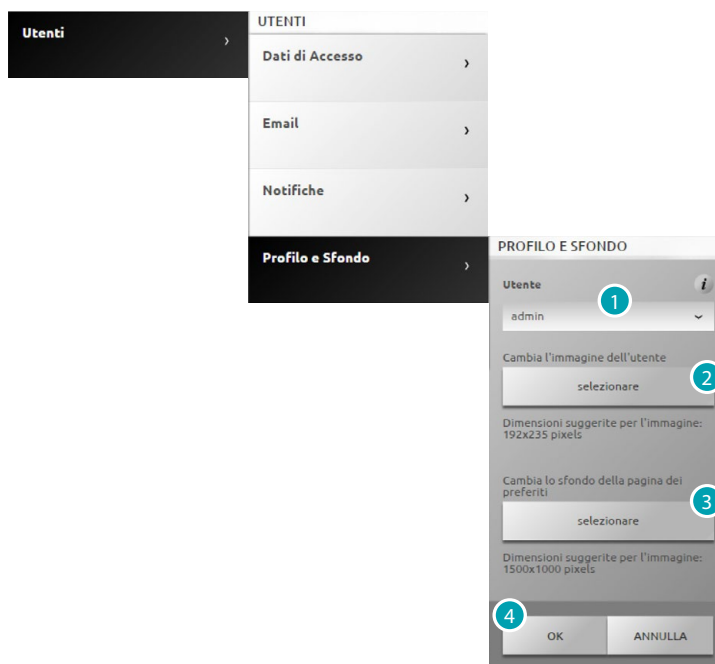 Utenti
UTENTI
Dati di Accesso
Email
Notifiche
Profilo e Sfondo
PROFILO E SFONDO
Utente
i
1
admin
Cambia l'immagine dell'utente
2
selezionare
Dimensioni suggerite per l'immagine:
192x235 pixels
Cambia lo sfondo della pagina dei
preferiti
3
selezionare
Dimensioni suggerite per l'immagine:
1500x1000 pixels
4
OK ANNULLA